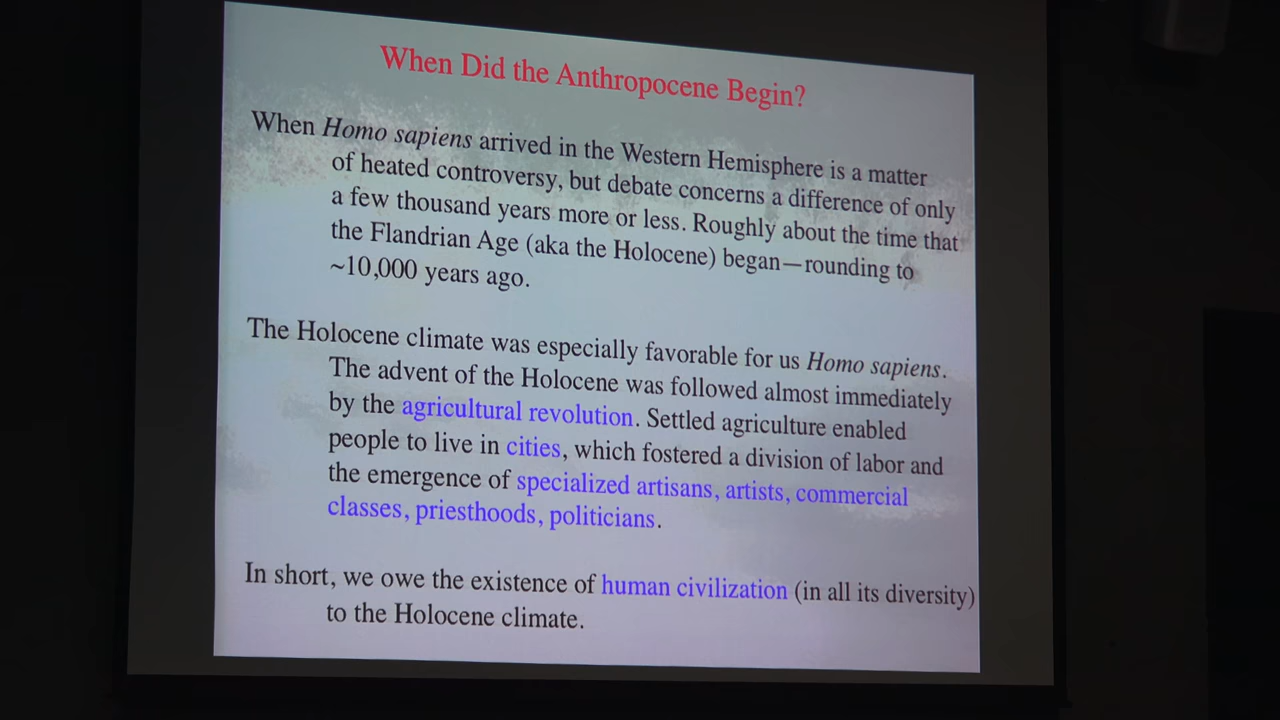 When Did the Anthropocene Begin?
When Homo sapiens arrived in the Western Hemisphere is a matter
of heated controversy, but debate concerns a difference of only
a few thousand years more or less. Roughly about the time that
the Flandrian Age (aka the Holocene) began—rounding to
~10,000 years ago.
The Holocene climate was especially favorable for us Homo sapiens.
The advent of the Holocene was followed almost immediately
by the agricultural revolution. Settled agriculture enabled
people to live in cities, which fostered a division of labor and
the emergence of specialized artisans, artists, commercial
classes, priesthoods, politicians.
In short, we owe the existence of human civilization (in all its diversity)
to the Holocene climate.